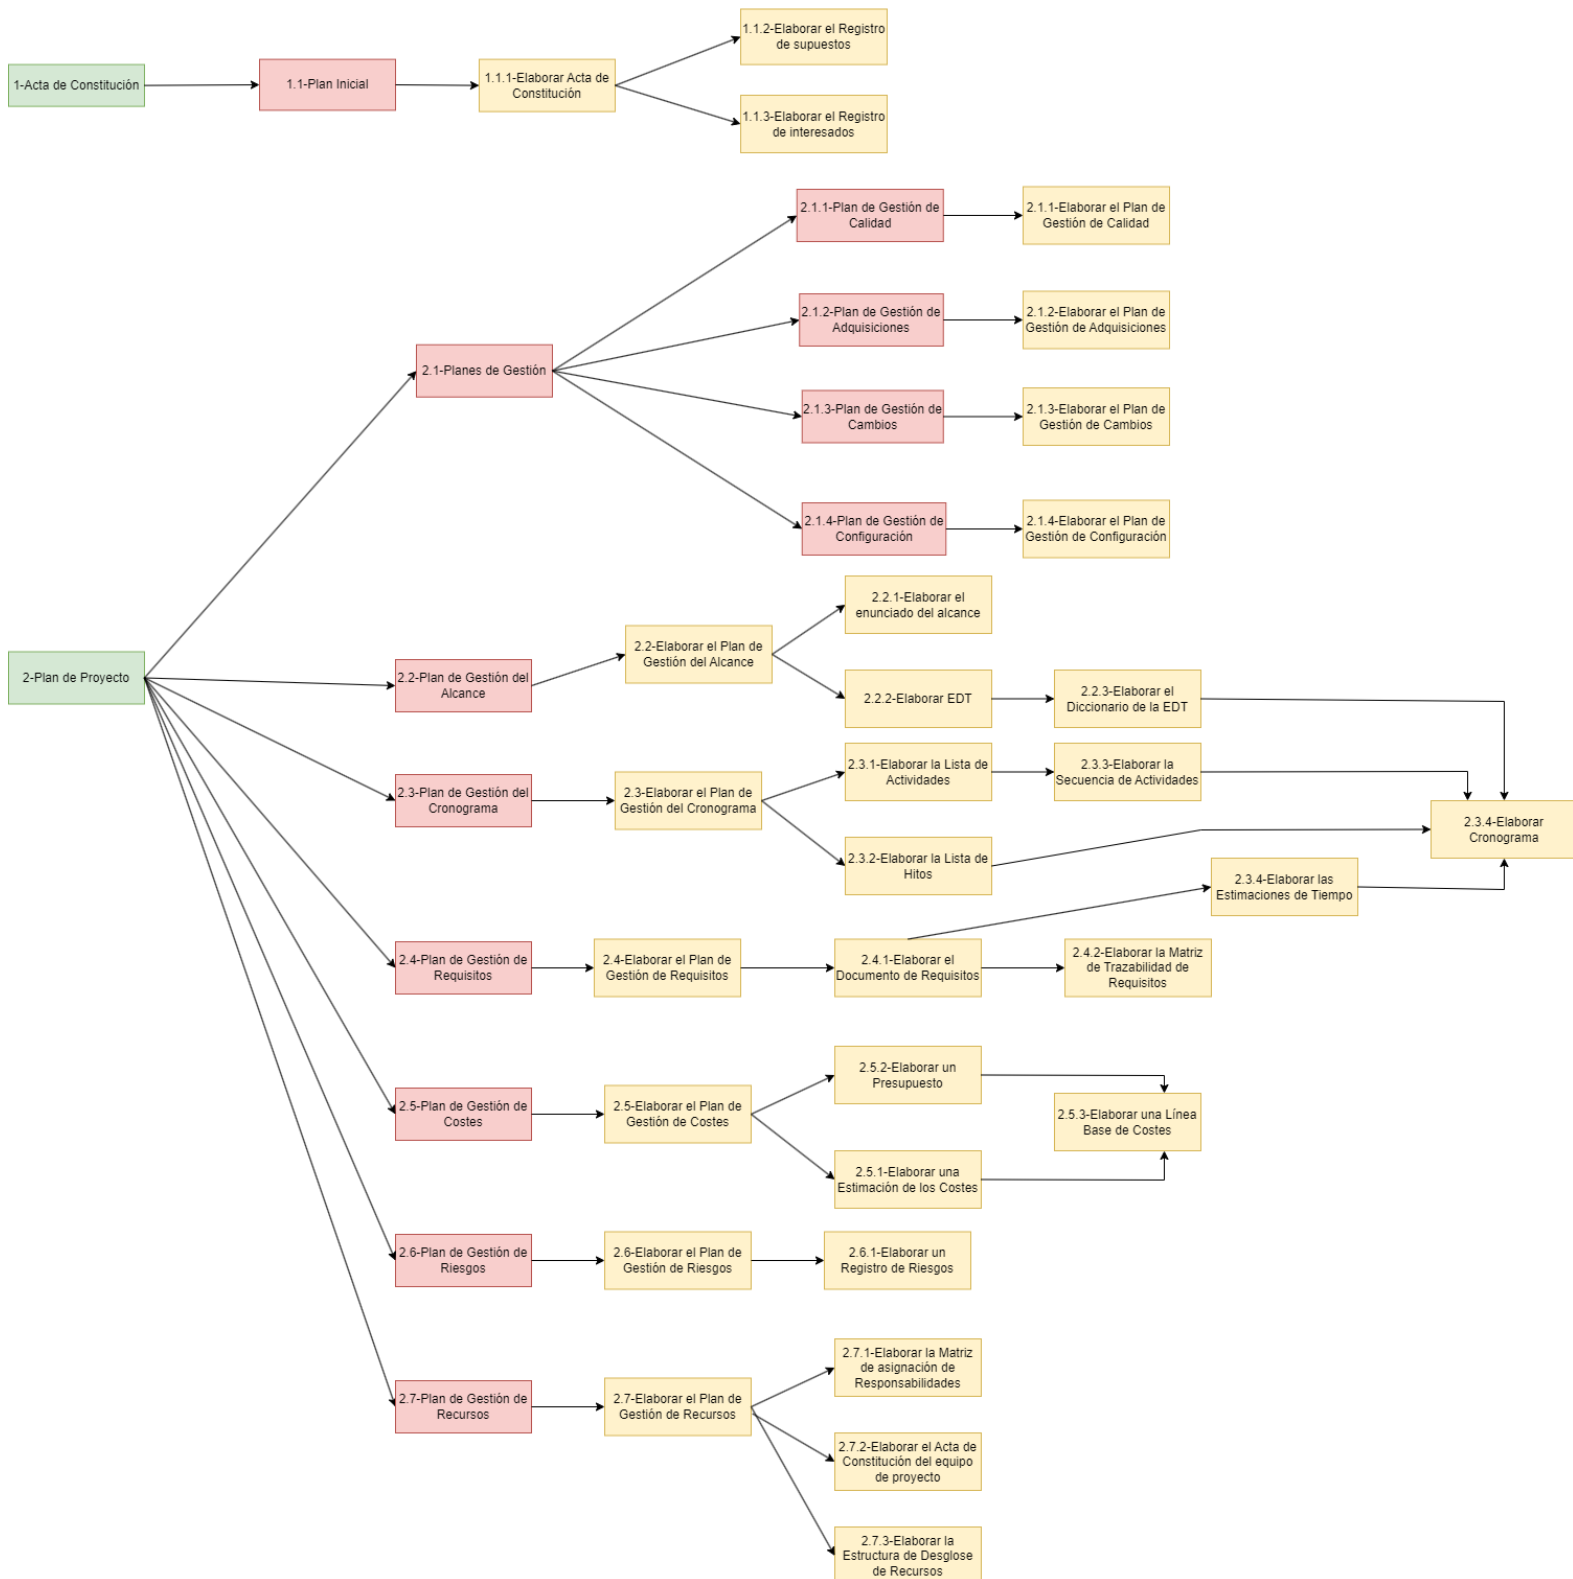 1.1.2-Elaborar el Registro
de supuestos
1-Acta de Constitución
1.1-Plan Inicial
1.1.1-Elaborar Acta de
Constitución
1.1.3-Elaborar el Registro
de interesados
2.1.1-Plan de Gestión de
Calidad
2.1.1-Elaborar el Plan de
Gestión de Calidad
2.1.2-Plan de Gestión de
Adquisiciones
2.1.2-Elaborar el Plan de
Gestión de Adquisiciones
2.1-Planes de Gestión
2.1.3-Plan de Gestión de
Cambios
2.1.3-Elaborar el Plan de
Gestión de Cambios
2.1.4-Plan de Gestión de
Configuración
2.1.4-Elaborar el Plan de
Gestión de Configuración
2-Plan de Proyecto
2.2-Plan de Gestión del
Alcance
2.2-Elaborar el Plan de
Gestión del Alcance
2.2.1-Elaborar el
enunciado del alcance
2.2.2-Elaborar EDT
2.2.3-Elaborar el
Diccionario de la EDT
2.3-Plan de Gestión del
Cronograma
2.3-Elaborar el Plan de
Gestión del Cronograma
2.3.1-Elaborar la Lista de
Actividades
2.3.3-Elaborar la
Secuencia de Actividades
2.3.4-Elaborar
Cronograma
2.3.2-Elaborar la Lista de
Hitos
2.3.4-Elaborar las
Estimaciones de Tiempo
2.4-Plan de Gestión de
Requisitos
2.4-Elaborar el Plan de
Gestión de Requisitos
2.4.1-Elaborar el
Documento de Requisitos
2.4.2-Elaborar la Matriz
de Trazabilidad de
Requisitos
2.5-Plan de Gestión de
Costes
2.5-Elaborar el Plan de
Gestión de Costes
2.5.2-Elaborar un
Presupuesto
2.5.3-Elaborar una Línea
Base de Costes
2.5.1-Elaborar una
Estimación de los Costes
2.6-Plan de Gestión de
Riesgos
2.6-Elaborar el Plan de
Gestión de Riesgos
2.6.1-Elaborar un
Registro de Riesgos
2.7-Plan de Gestión de
Recursos
2.7-Elaborar el Plan de
Gestión de Recursos
2.7.1-Elaborar la Matriz
de asignación de
Responsabilidades
2.7.2-Elaborar el Acta de
Constitución del equipo
de proyecto
2.7.3-Elaborar la
Estructura de Desglose
de Recursos